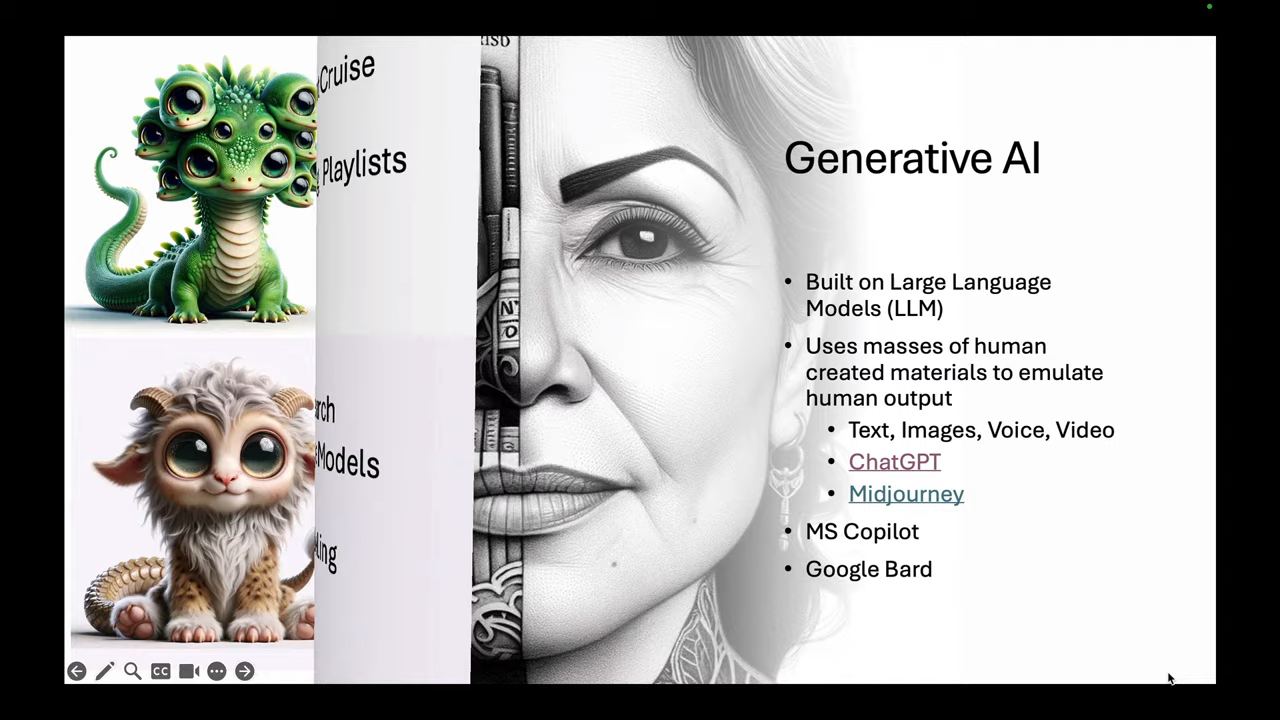 Cruise
Playlists
Models
Generative AI
• Built on Large Language
Models (LLM)
• Uses masses of human
created materials to emulate
human output
• Text, Images, Voice, Video
• ChatGPT
• Midjourney
• MS Copilot
• Google Bard
CC